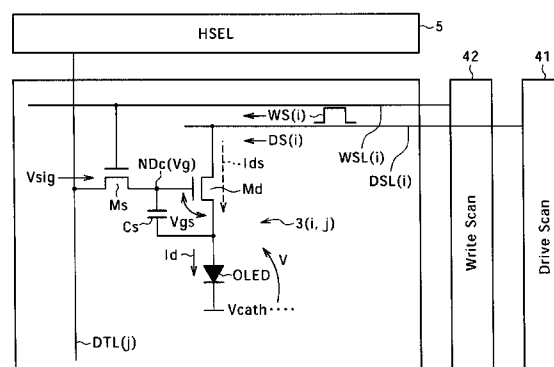 HSEL
5
42
41
WS(i)
DS(i)
WSL(i)
DSL(i)
Vsig
NDc(Vg)
Ids
Ms
Md
Vgs
Cs
3(i, j)
Id
OLED
V
Vcath
DTL(j)
Write Scan
Drive Scan